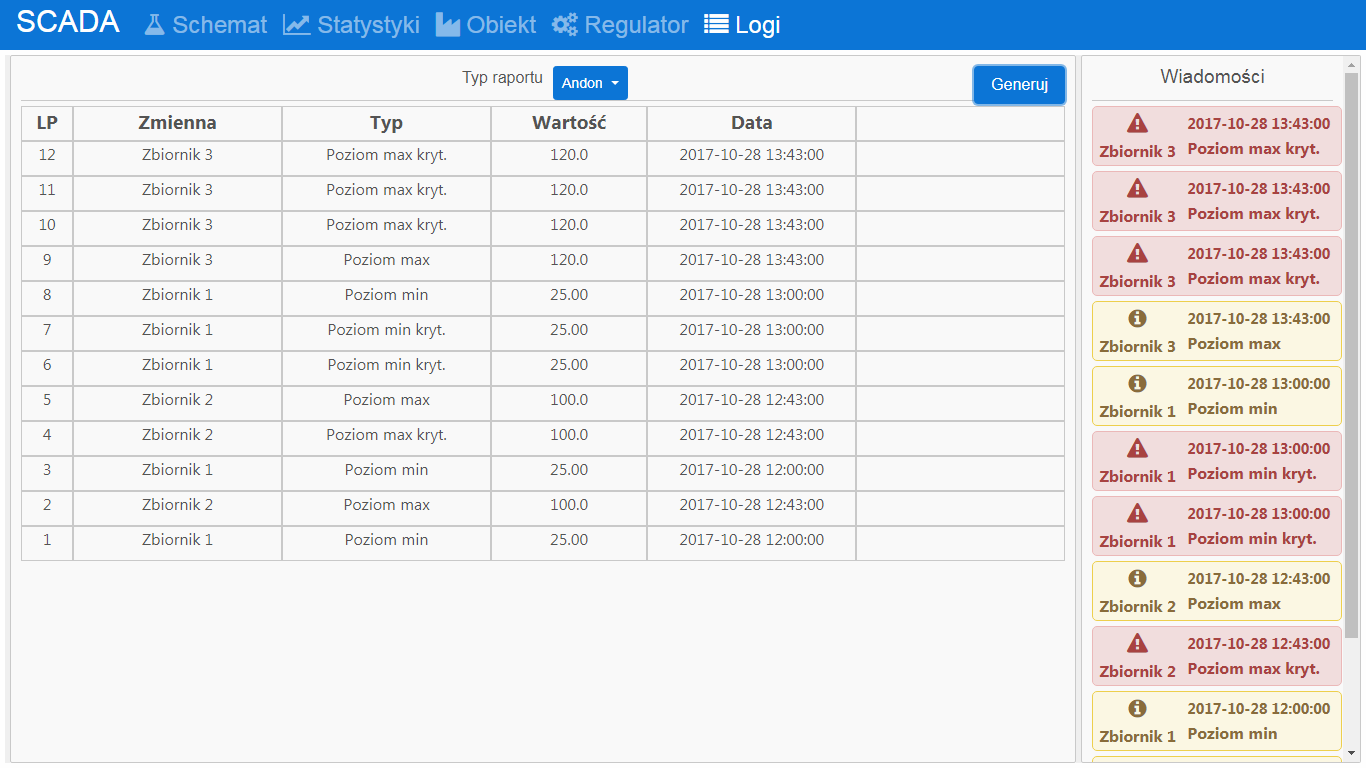 SCADA Schemat Statystyki Obiekt Regulator Logi
Typ raportu Andon Generuj
LP Zmienna Typ Wartość Data
12 Zbiornik 3 Poziom max kryt. 120.0 2017-10-28 13:43:00
11 Zbiornik 3 Poziom max kryt. 120.0 2017-10-28 13:43:00
10 Zbiornik 3 Poziom max kryt. 120.0 2017-10-28 13:43:00
9 Zbiornik 3 Poziom max 120.0 2017-10-28 13:43:00
8 Zbiornik 1 Poziom min 25.00 2017-10-28 13:00:00
7 Zbiornik 1 Poziom min kryt. 25.00 2017-10-28 13:00:00
6 Zbiornik 1 Poziom min kryt. 25.00 2017-10-28 13:00:00
5 Zbiornik 2 Poziom max 100.0 2017-10-28 12:43:00
4 Zbiornik 2 Poziom max kryt. 100.0 2017-10-28 12:43:00
3 Zbiornik 1 Poziom min 25.00 2017-10-28 12:00:00
2 Zbiornik 2 Poziom max 100.0 2017-10-28 12:43:00
1 Zbiornik 1 Poziom min 25.00 2017-10-28 12:00:00
Wiadomości
2017-10-28 13:43:00
Zbiornik 3 Poziom max kryt.
2017-10-28 13:43:00
Zbiornik 3 Poziom max kryt.
2017-10-28 13:43:00
Zbiornik 3 Poziom max kryt.
2017-10-28 13:43:00
Zbiornik 3 Poziom max
2017-10-28 13:00:00
Zbiornik 1 Poziom min
2017-10-28 13:00:00
Zbiornik 1 Poziom min kryt.
2017-10-28 13:00:00
Zbiornik 1 Poziom min kryt.
2017-10-28 12:43:00
Zbiornik 2 Poziom max
2017-10-28 12:43:00
Zbiornik 2 Poziom max kryt.
2017-10-28 12:00:00
Zbiornik 1 Poziom min